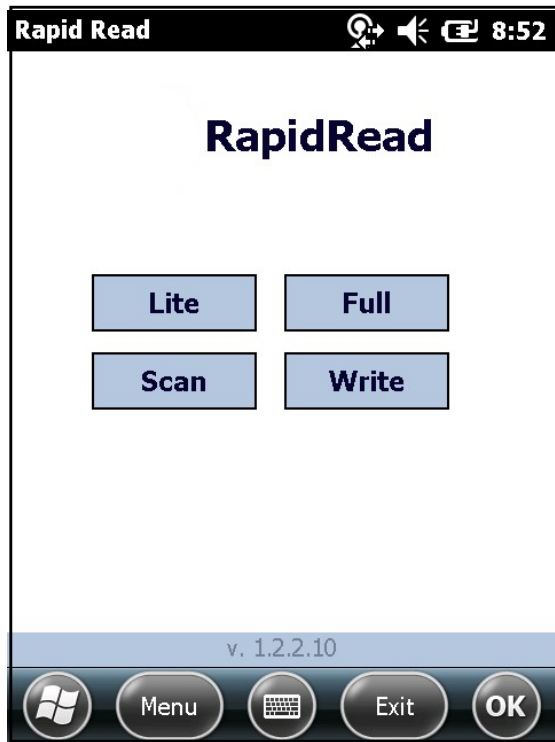 Rapid Read 8:52
RapidRead
Lite Full
Scan Write
v. 1.2.2.10
Menu Exit OK